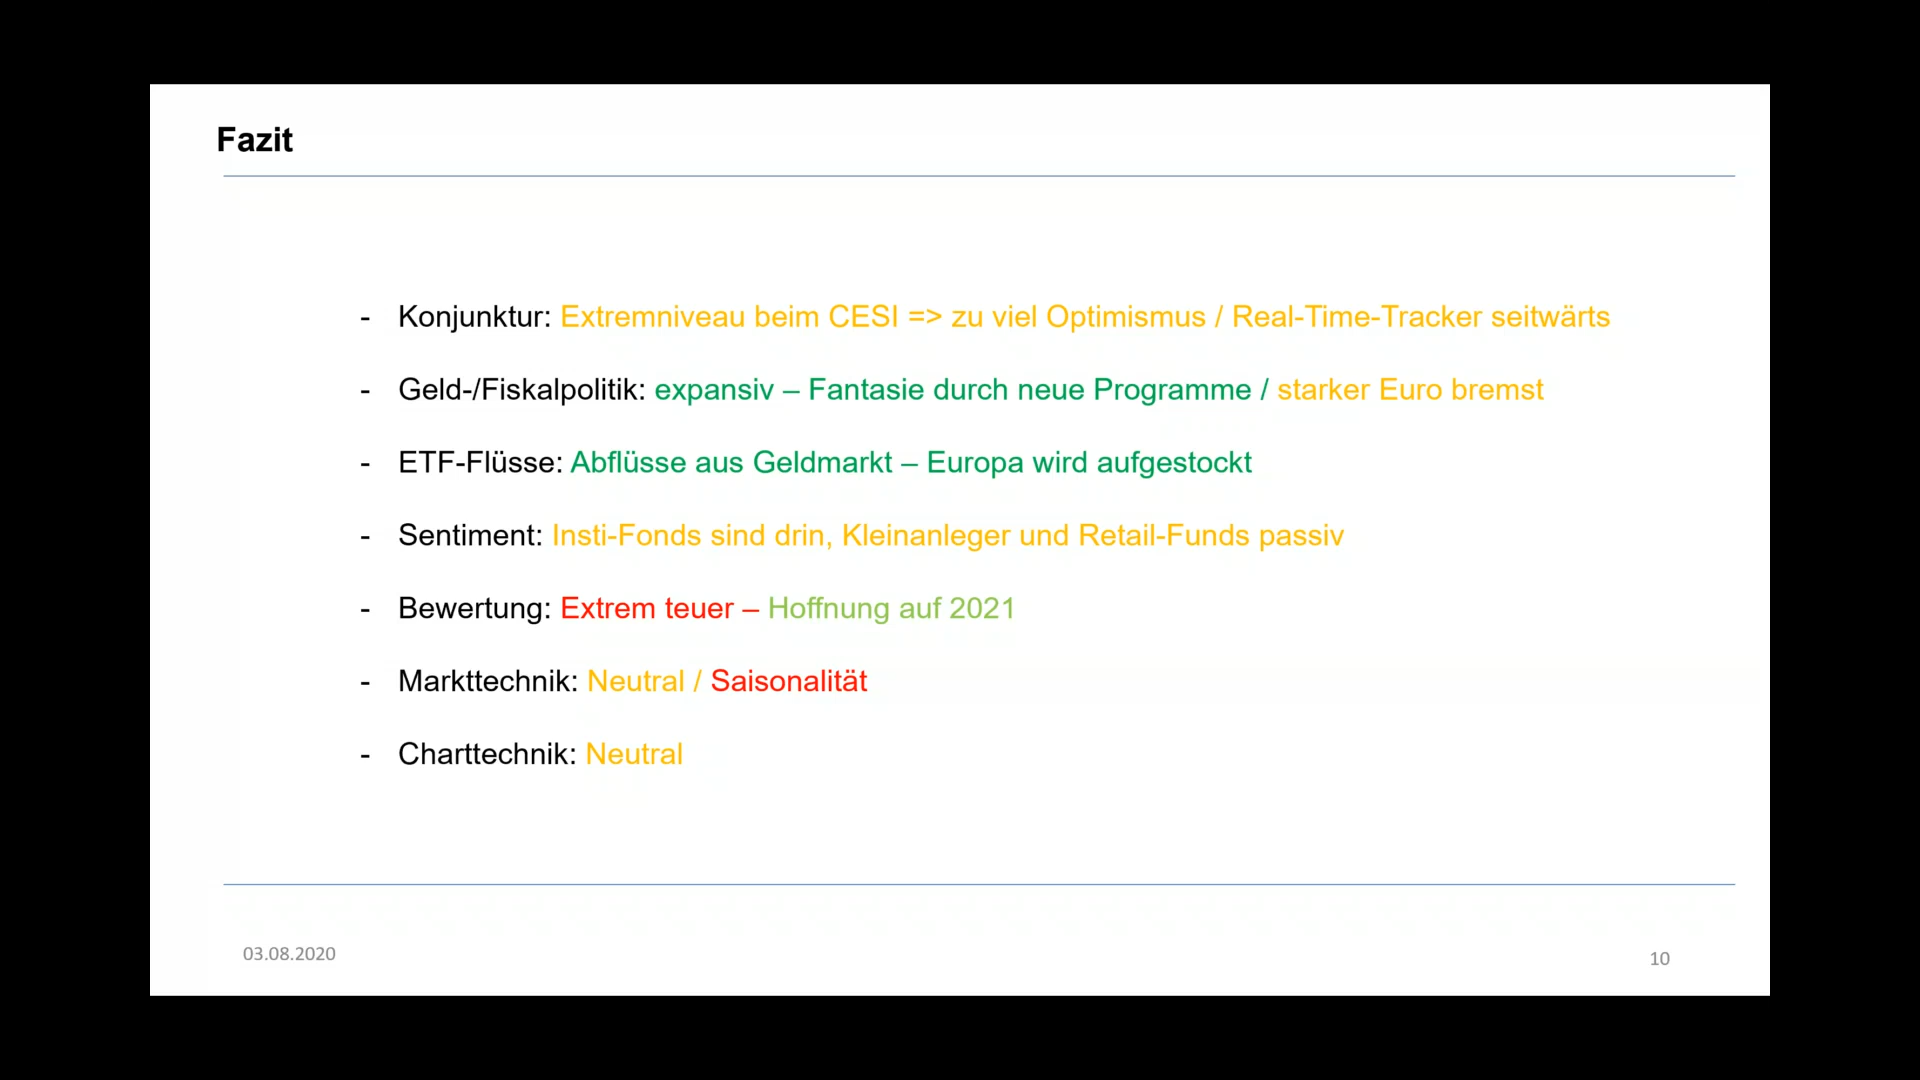 Fazit
- Konjunktur: Extremniveau beim CESI => zu viel Optimismus / Real-Time-Tracker seitwärts
- Geld-/Fiskalpolitik: expansiv – Fantasie durch neue Programme / starker Euro bremst
- ETF-Flüsse: Abflüsse aus Geldmarkt – Europa wird aufgestockt
- Sentiment: Insti-Fonds sind drin, Kleinanleger und Retail-Funds passiv
- Bewertung: Extrem teuer – Hoffnung auf 2021
- Markttechnik: Neutral / Saisonalität
- Charttechnik: Neutral
03.08.2020
10